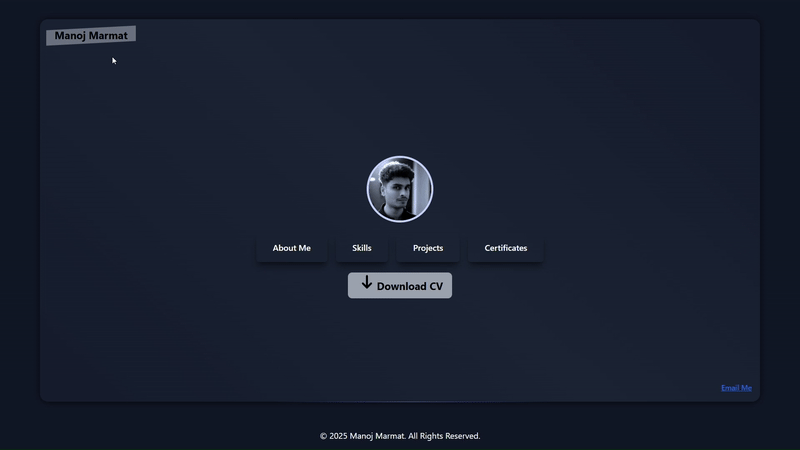 Manoj Marmat
About Me
Skills
Projects
Certificates
Download CV
Email Me
© 2025 Manoj Marmat. All Rights Reserved.